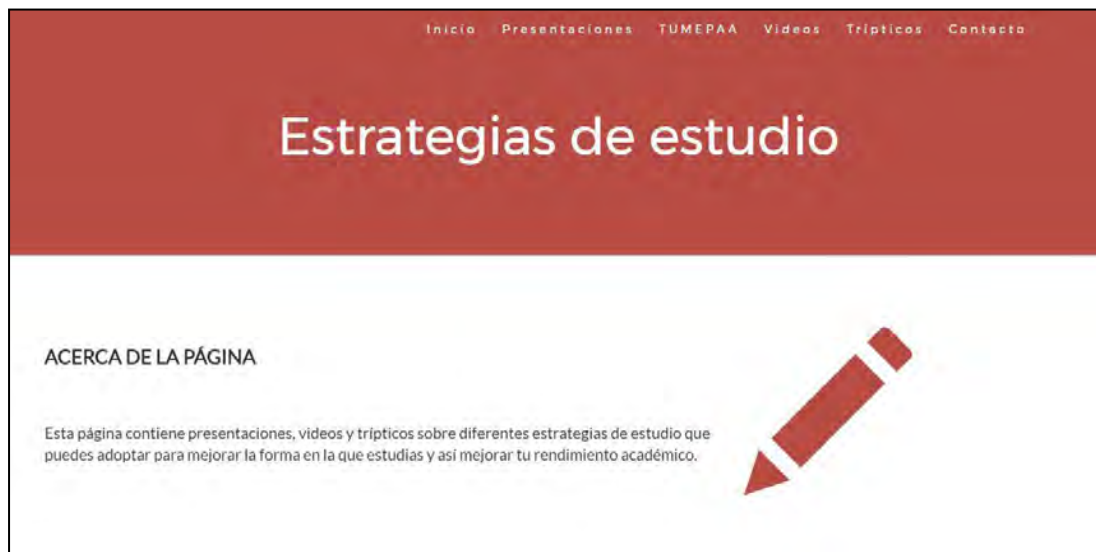 Inicio Presentaciones TUMEPAA Videos Trípticos Contacto
Estrategias de estudio
ACERCA DE LA PÁGINA
Esta página contiene presentaciones, videos y trípticos sobre diferentes estrategias de estudio que
puedes adoptar para mejorar la forma en la que estudias y así mejorar tu rendimiento académico.